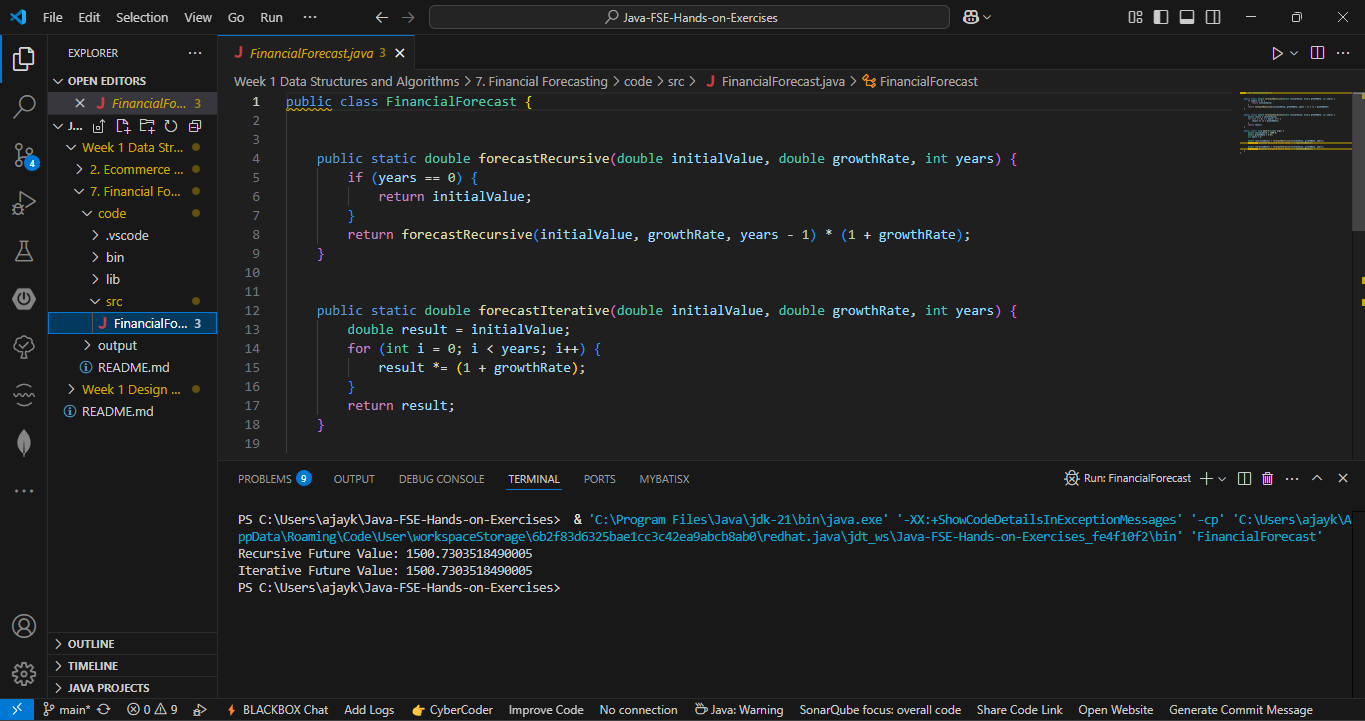 File Edit Selection View Go Run ··· Java-FSE-Hands-on-Exercises
EXPLORER ···
OPEN EDITORS
J FinancialFo... 3
J...
Week 1 Data Str...
2. Ecommerce ...
7. Financial Fo...
code
.vscode
bin
lib
src
J FinancialFo... 3
output
README.md
Week 1 Design ...
README.md
OUTLINE
TIMELINE
JAVA PROJECTS
4
J FinancialForecast.java 3
Week 1 Data Structures and Algorithms > 7. Financial Forecasting > code > src > J FinancialForecast.java > FinancialForecast
1 public class FinancialForecast {
2
3
4 public static double forecastRecursive(double initialValue, double growthRate, int years) {
5 if (years == 0) {
6 return initialValue;
7 }
8 return forecastRecursive(initialValue, growthRate, years - 1) * (1 + growthRate);
9 }
10
11
12 public static double forecastIterative(double initialValue, double growthRate, int years) {
13 double result = initialValue;
14 for (int i = 0; i < years; i++) {
15 result *= (1 + growthRate);
16 }
17 return result;
18 }
19
PROBLEMS 9 OUTPUT DEBUG CONSOLE TERMINAL PORTS MYBATISX Run: FinancialForecast
PS C:\Users\ajayk\Java-FSE-Hands-on-Exercises> & 'C:\Program Files\Java\jdk-21\bin\java.exe' '-XX:+ShowCodeDetailsInExceptionMessages' '-cp' 'C:\Users\ajayk\A
ppData\Roaming\Code\User\workspaceStorage\6b2f83d6325bae1cc3c42ea9abcb8ab0\redhat.java\jdt_ws\Java-FSE-Hands-on-Exercises_fe4f10f2\bin' 'FinancialForecast'
Recursive Future Value: 1500.7303518490005
Iterative Future Value: 1500.7303518490005
PS C:\Users\ajayk\Java-FSE-Hands-on-Exercises>
main* 0 9 BLACKBOX Chat Add Logs CyberCoder Improve Code No connection Java: Warning SonarQube focus: overall code Share Code Link Open Website Generate Commit Message